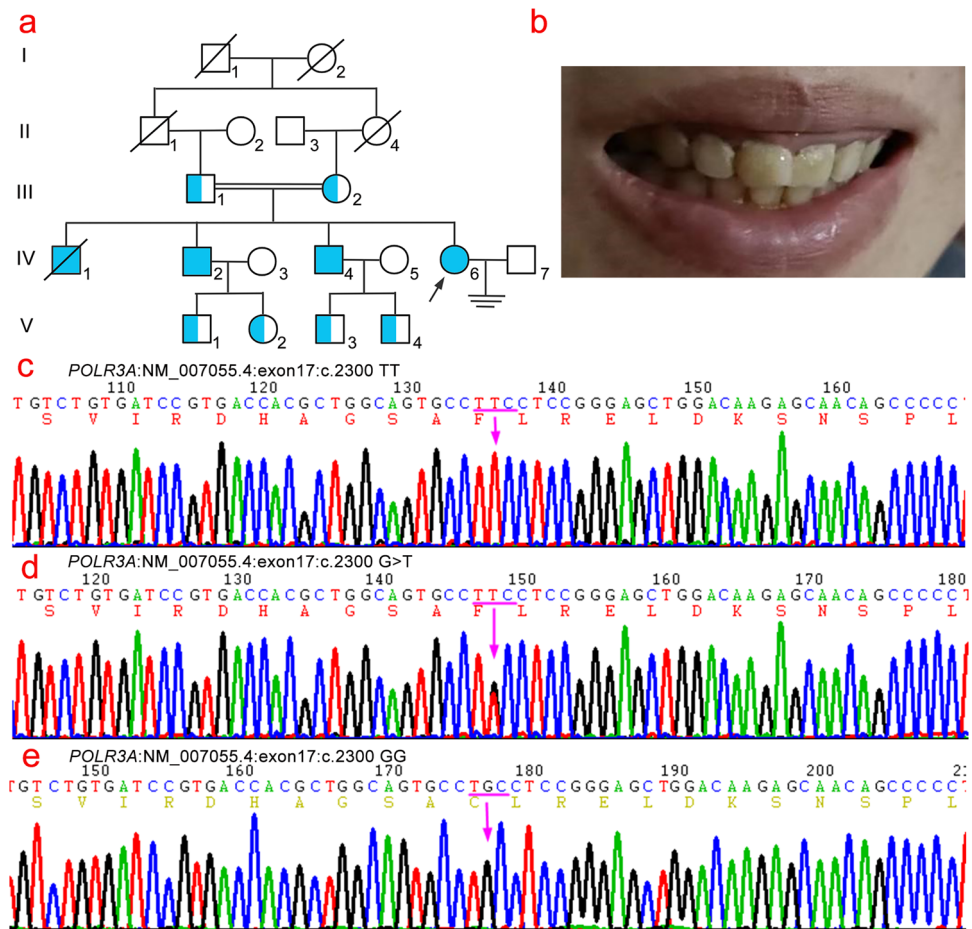 a
b
I
1
2
II
1
2
3
4
III
1
2
IV
1
2
3
4
5
6
7
V
1
2
3
4
c
POLR3A:NM_007055.4:exon17:c.2300 TT
110 120 130 140 150 160
TGTCTGTGATCCGTGACCACGCTGGCAGTGCCTTCCTCCGGGAGCTGGACAAGAGCAACAGCCCCC
S V I R D H A G S A F L R E L D K S N S P L
d
POLR3A:NM_007055.4:exon17:c.2300 G>T
120 130 140 150 160 170 180
TGTCTGTGATCCGTGACCACGCTGGCAGTGCCTTCCTCCGGGAGCTGGACAAGAGCAACAGCCCCC
S V I R D H A G S A F L R E L D K S N S P L
e
POLR3A:NM_007055.4:exon17:c.2300 GG
150 160 170 180 190 200
GTCTGTGATCCGTGACCACGCTGGCAGTGCCTGCCTCCGGGAGCTGGACAAGAGCAACAGCCCCC
S V I R D H A G S A C L R E L D K S N S P L